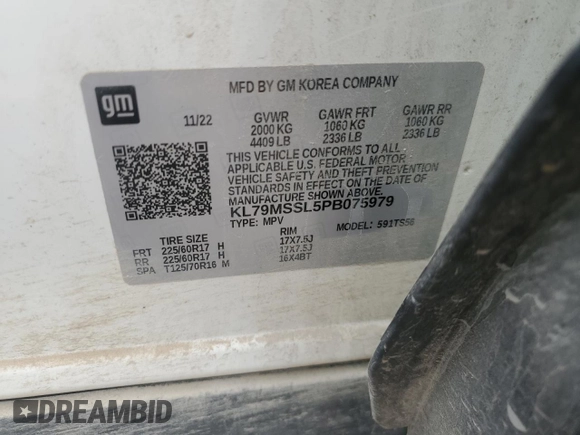 MFD BY GM KOREA COMPANY
gm
11/22 GVWR GAWR FRT GAWR RR
2000 KG 1060 KG 1060 KG
4409 LB 2336 LB 2336 LB
THIS VEHICLE CONFORMS TO ALL
APPLICABLE U.S. FEDERAL MOTOR
VEHICLE SAFETY AND THEFT
PREVENTION STANDARDS IN
EFFECT ON THE DATE OF
MANUFACTURE SHOWN ABOVE.
KL79MSSL5PB075979
TYPE: MPV MODEL: 591TS56
TIRE SIZE RIM
FRT 225/60R17 H 17X7.5J
RR 225/60R17 H 17X7.5J
SPA T125/70R16 M 16X4BT
DREAMBID